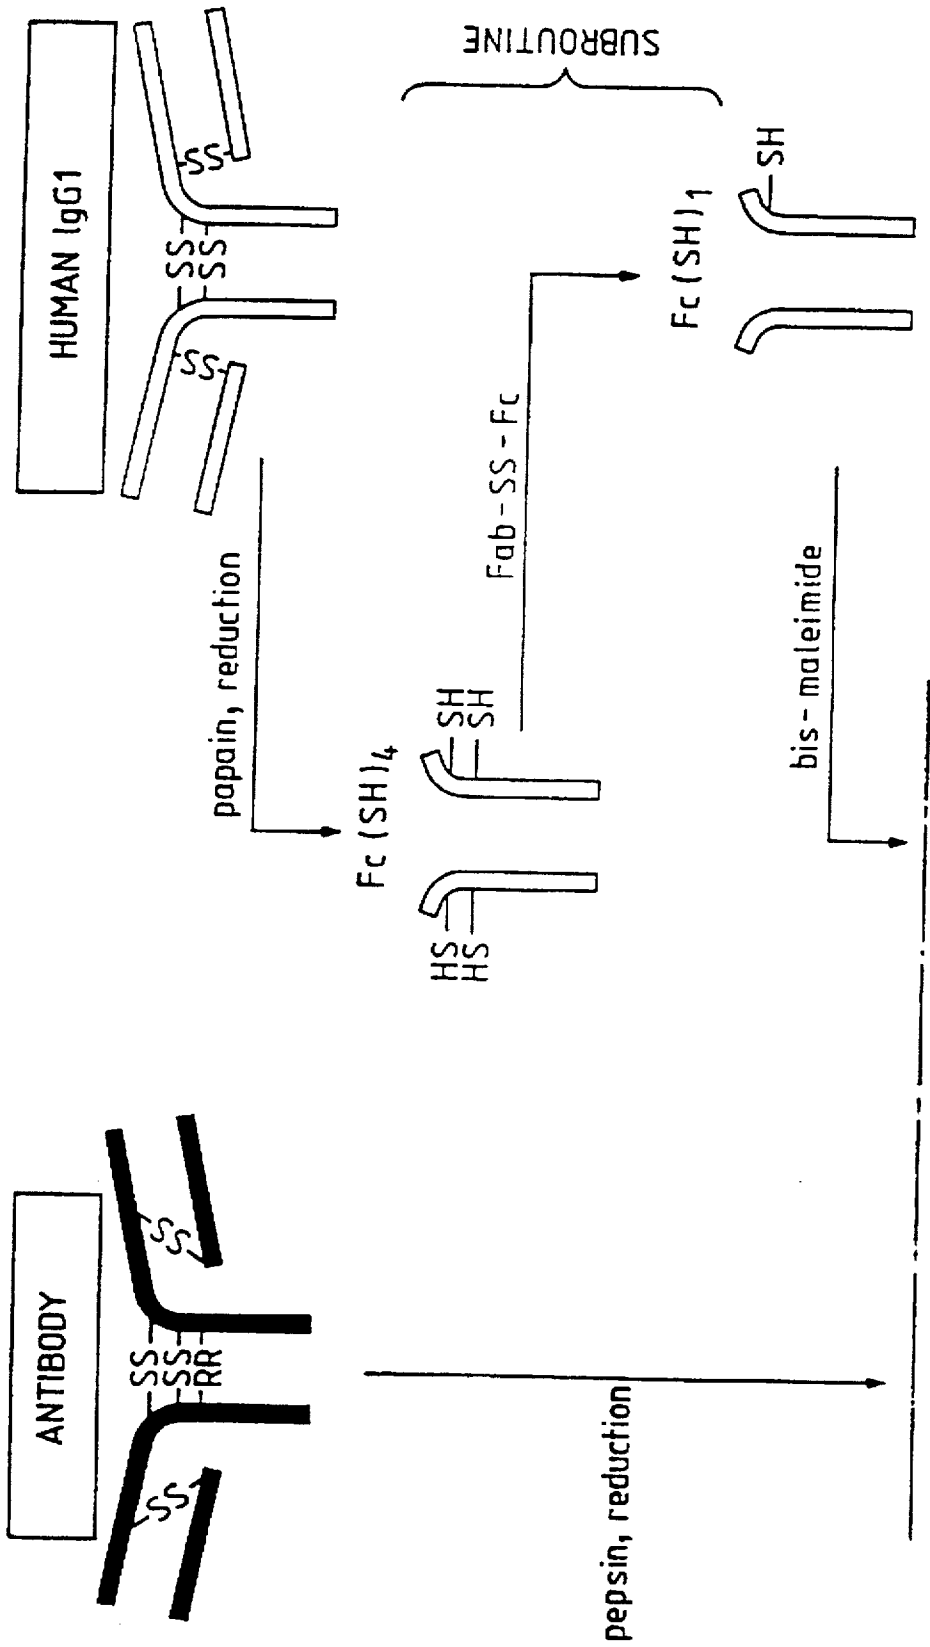 ANTIBODY
HUMAN IgG1
SS
SS
SS
SS
RR
SS
SS
SS
SS
papain, reduction
Fc (SH)4
HS
HS
SH
SH
Fab-SS-Fc
SUBROUTINE
Fc (SH)1
SH
pepsin, reduction
bis-maleimide